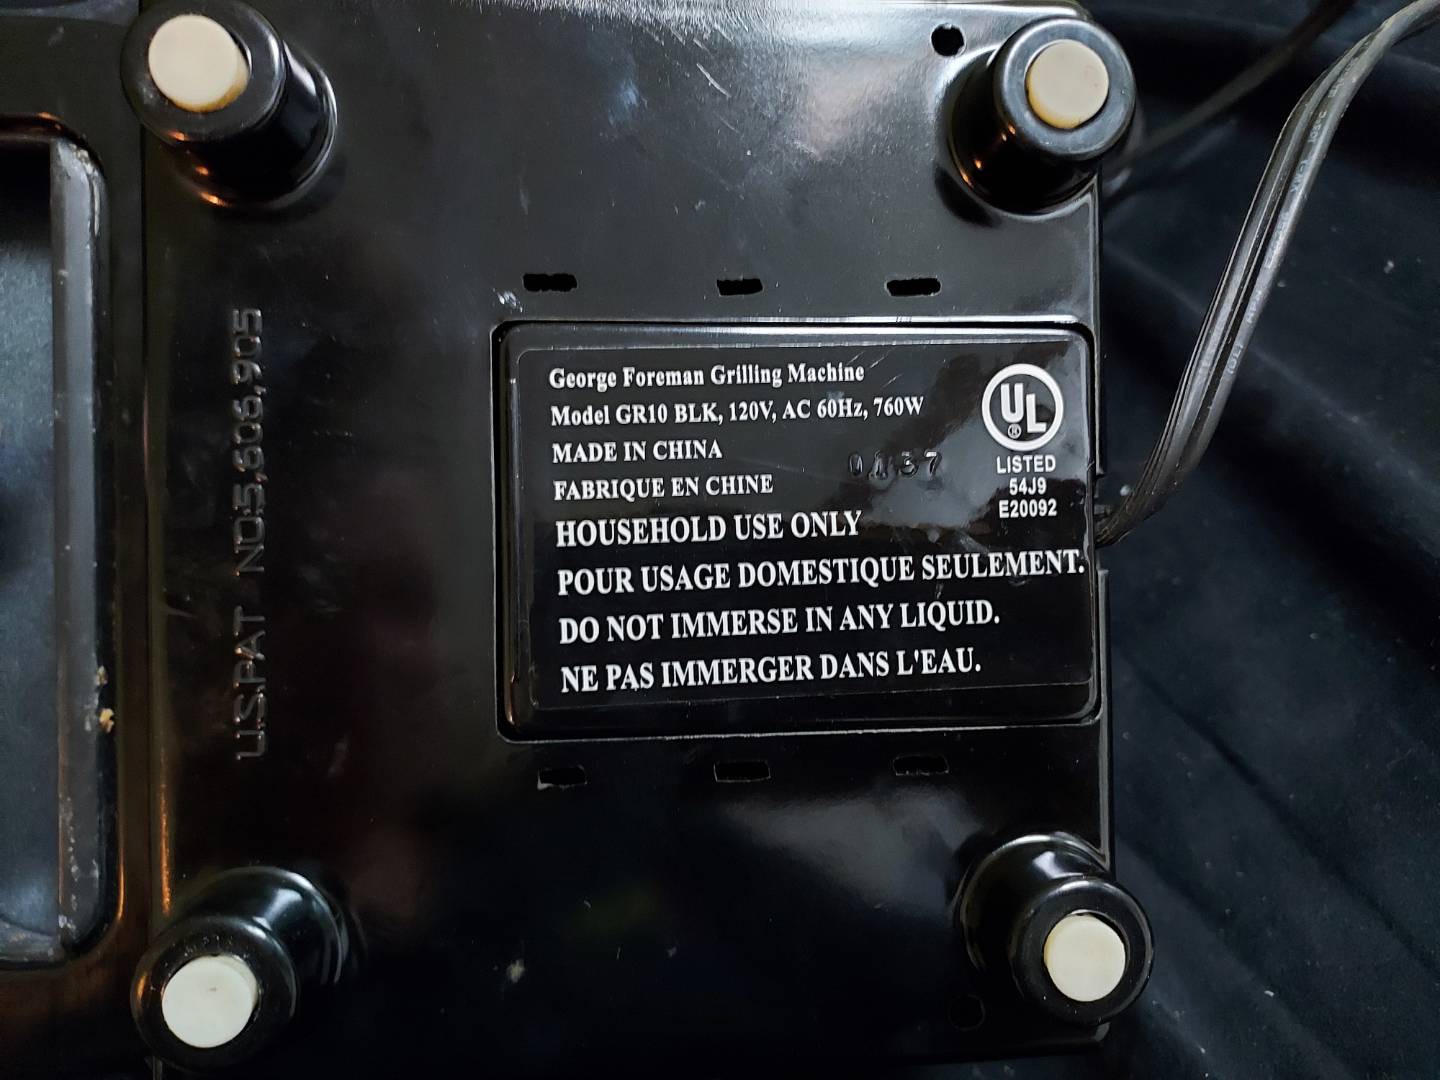 U.S.PAT NO.5,606,905
George Foreman Grilling Machine
Model GR10 BLK, 120V, AC 60Hz, 760W
MADE IN CHINA
0137
FABRIQUE EN CHINE
HOUSEHOLD USE ONLY
POUR USAGE DOMESTIQUE SEULEMENT.
DO NOT IMMERSE IN ANY LIQUID.
NE PAS IMMERGER DANS L'EAU.
UL
®
LISTED
54J9
E20092